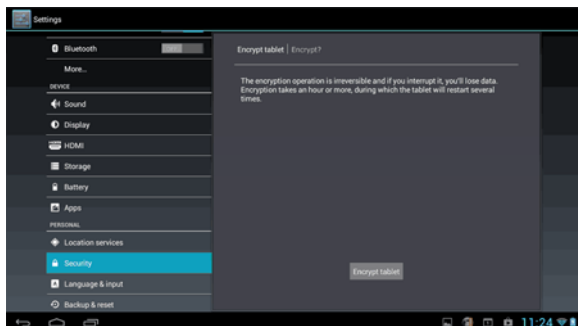 Settings
Bluetooth
More...
DEVICE
Sound
Display
HDMI
Storage
Battery
Apps
PERSONAL
Location services
Security
Language & input
Backup & reset
Encrypt tablet | Encrypt?
The encryption operation is irreversible and if you interrupt it, you'll lose data.
Encryption takes an hour or more, during which the tablet will restart several
times.
Encrypt tablet
11:24